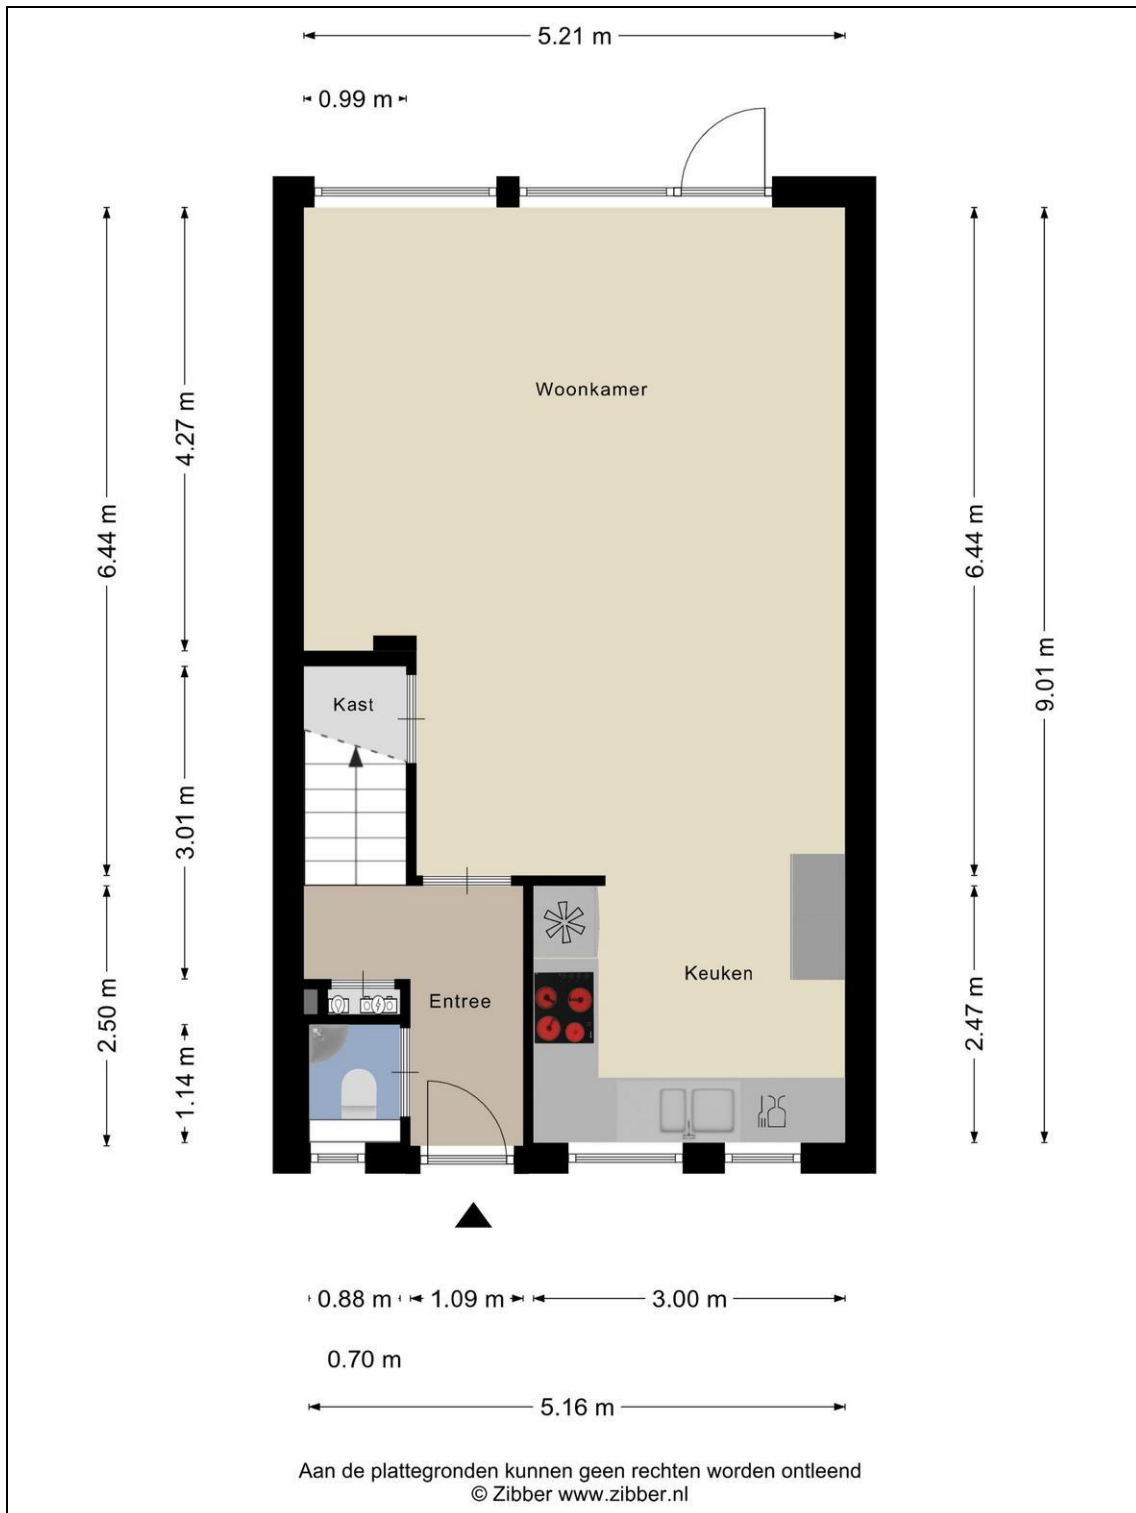 5.21 m
0.99 m
Woonkamer
4.27 m
6.44 m
6.44 m
9.01 m
Kast
3.01 m
Keuken
Entree
2.50 m
2.47 m
1.14 m
0.88 m
1.09 m
3.00 m
0.70 m
5.16 m
Aan de plattegronden kunnen geen rechten worden ontleend
© Zibber www.zibber.nl